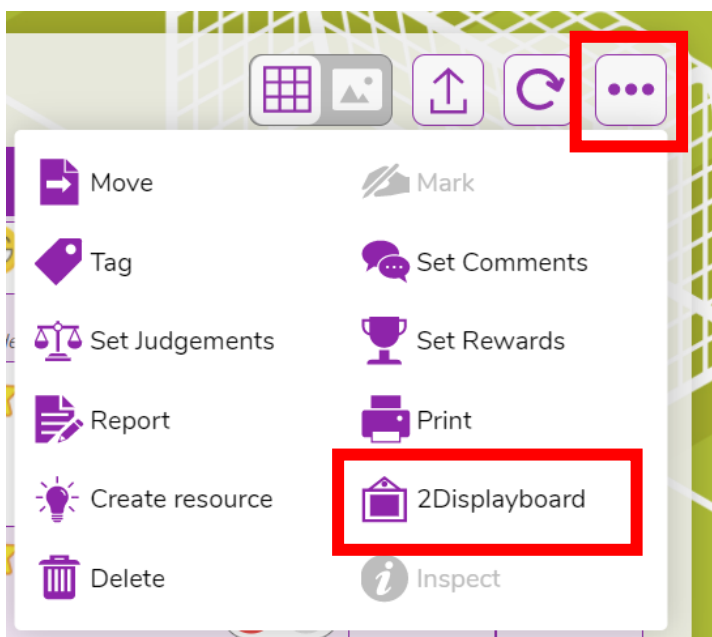 Move
Mark
Tag
Set Comments
Set Judgements
Set Rewards
Report
Print
Create resource
2Displayboard
Delete
Inspect